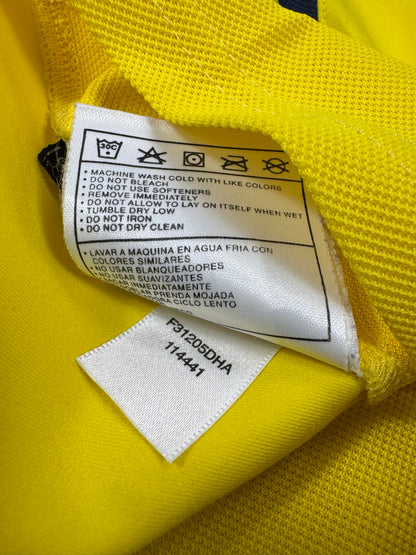 30C
• MACHINE WASH COLD WITH LIKE COLORS
• DO NOT BLEACH
• DO NOT USE SOFTENERS
• REMOVE IMMEDIATELY
• DO NOT ALLOW TO LAY ON ITSELF WHEN WET
• TUMBLE DRY LOW
• DO NOT IRON
• DO NOT DRY CLEAN
• LAVAR A MAQUINA EN AGUA FRIA CON
COLORES SIMILARES
• NO USAR BLANQUEADORES
NO USAR SUAVIZANTES
INMEDIATAMENTE
PRENDA MOJADA
CICLO LENTO
F31205DHA
114441